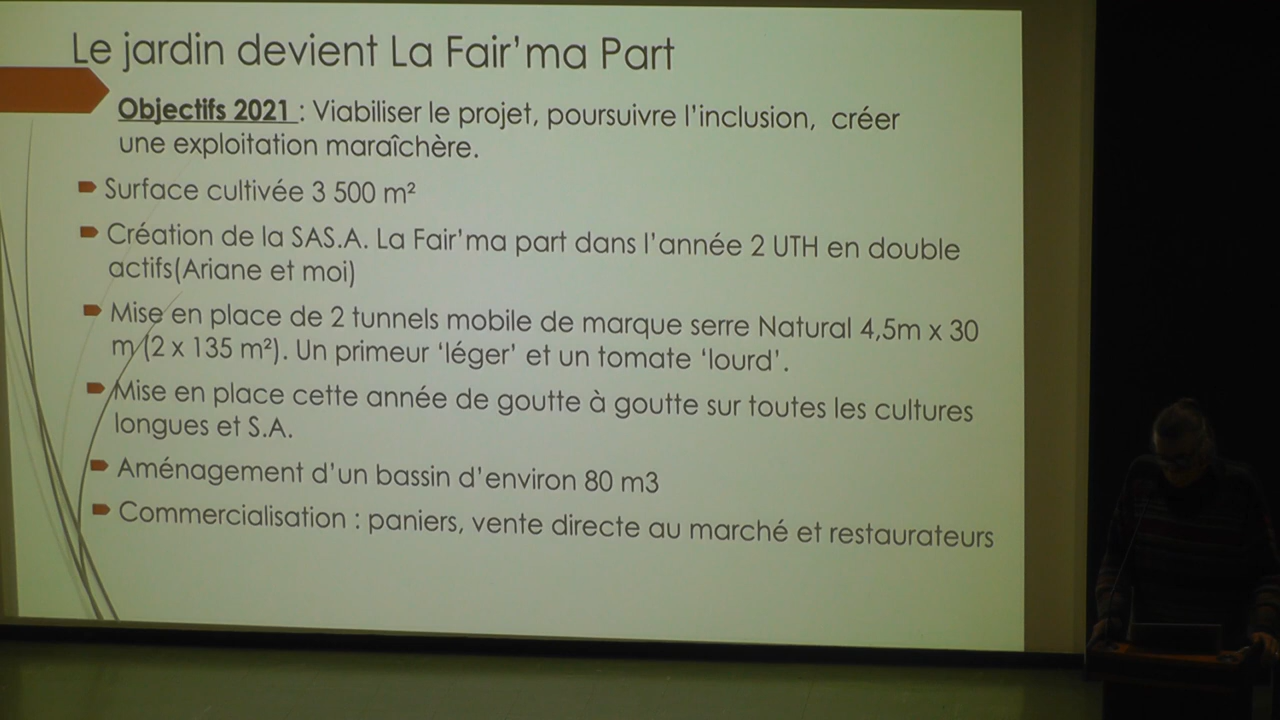 Le jardin devient La Fair'ma Part
Objectifs 2021 : Viabiliser le projet, poursuivre l'inclusion, créer
une exploitation maraîchère.
Surface cultivée 3 500 m²
Création de la SAS.A. La Fair'ma part dans l'année 2 UTH en double
actifs(Ariane et moi)
Mise en place de 2 tunnels mobile de marque serre Natural 4,5m x 30
m (2 x 135 m²). Un primeur 'léger' et un tomate 'lourd'.
Mise en place cette année de goutte à goutte sur toutes les cultures
longues et S.A.
Aménagement d'un bassin d'environ 80 m3
Commercialisation : paniers, vente directe au marché et restaurateurs